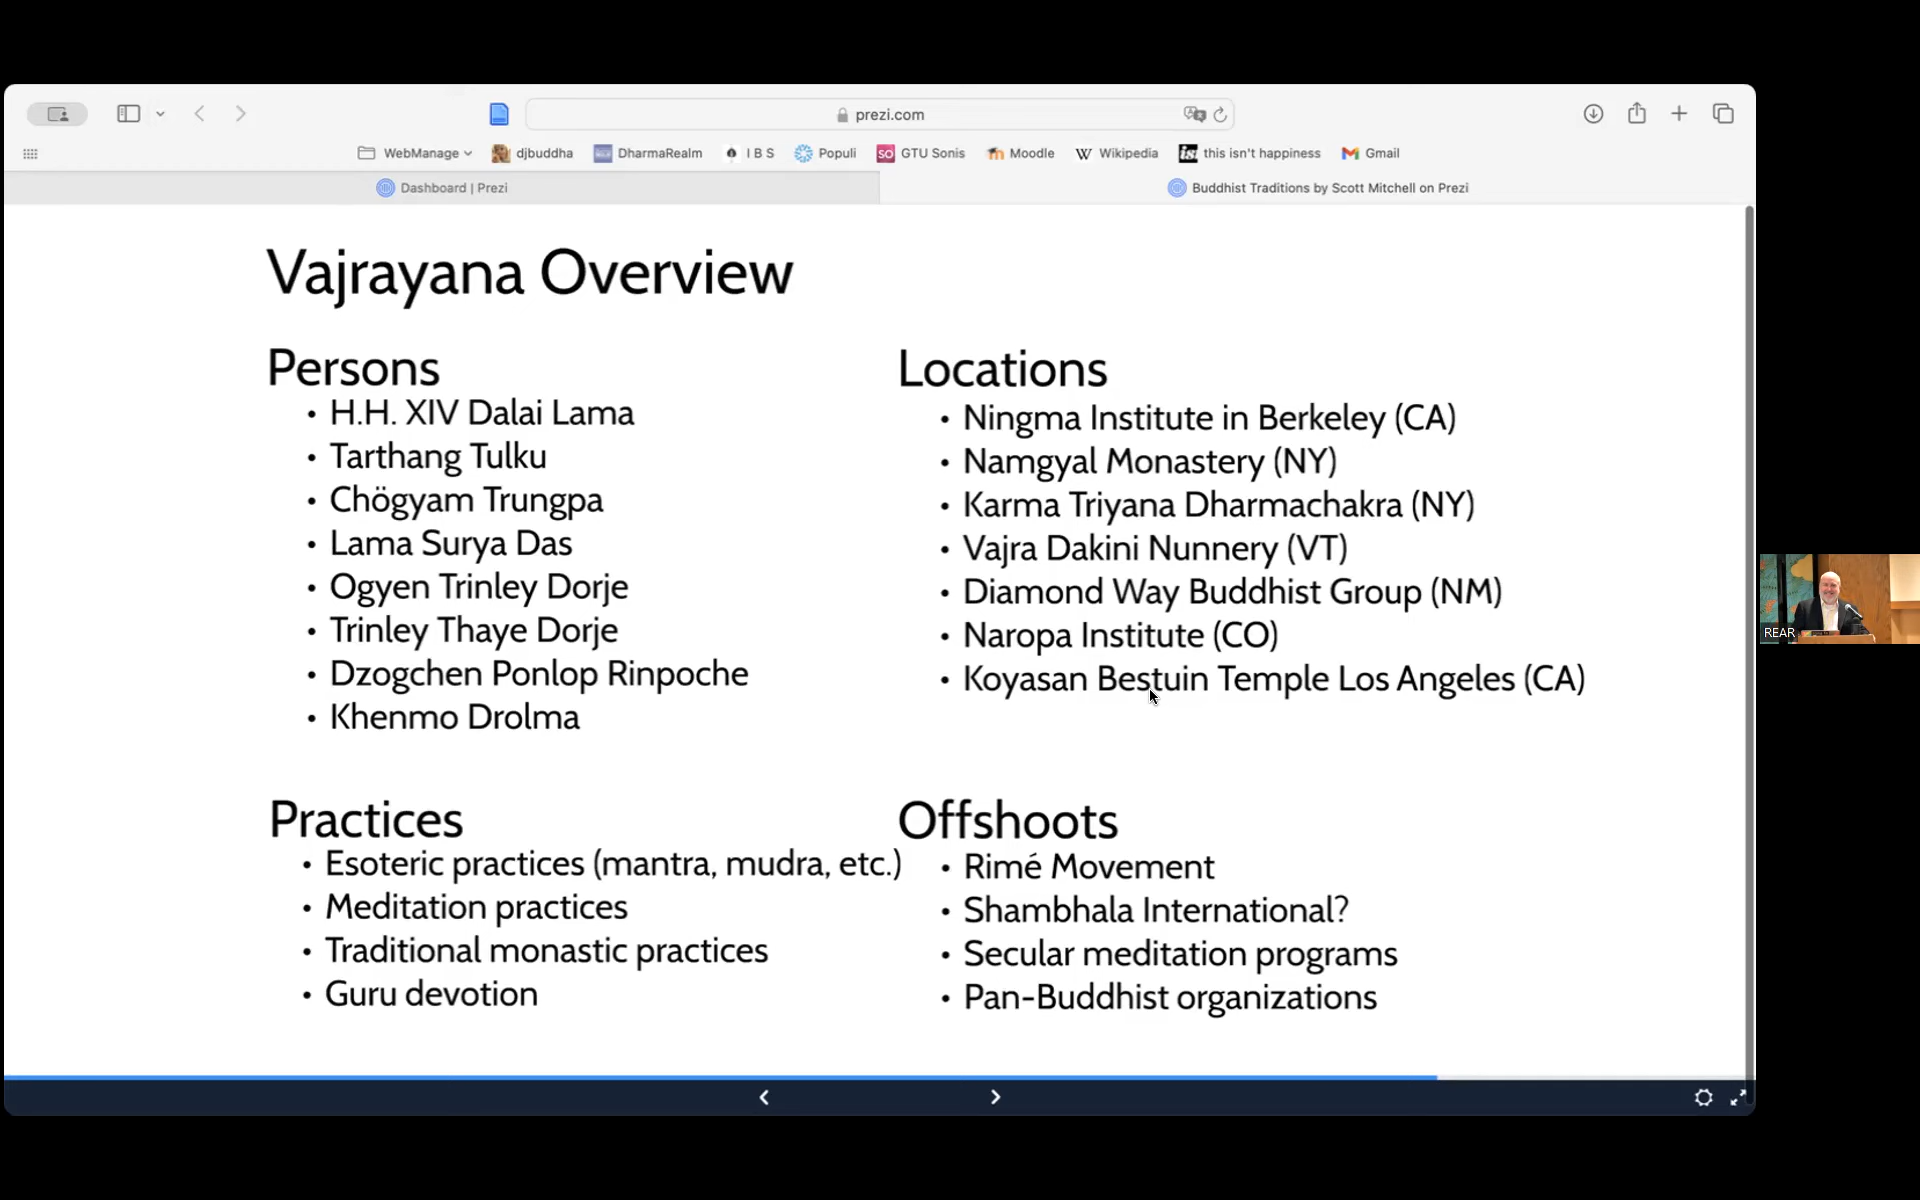 prezi.com
WebManage
djbuddha
DharmaRealm
I B S
Populi
SO
GTU Sonis
Moodle
W
Wikipedia
is!
this isn't happiness
Gmail
Dashboard | Prezi
Buddhist Traditions by Scott Mitchell on Prezi
Vajrayana Overview
Persons
• H.H. XIV Dalai Lama
• Tarthang Tulku
• Chögyam Trungpa
• Lama Surya Das
• Ogyen Trinley Dorje
• Trinley Thaye Dorje
• Dzogchen Ponlop Rinpoche
• Khenmo Drolma
Locations
• Ningma Institute in Berkeley (CA)
• Namgyal Monastery (NY)
• Karma Triyana Dharmachakra (NY)
• Vajra Dakini Nunnery (VT)
• Diamond Way Buddhist Group (NM)
• Naropa Institute (CO)
• Koyasan Bestuin Temple Los Angeles (CA)
Practices
• Esoteric practices (mantra, mudra, etc.)
• Meditation practices
• Traditional monastic practices
• Guru devotion
Offshoots
• Rimé Movement
• Shambhala International?
• Secular meditation programs
• Pan-Buddhist organizations
REAR